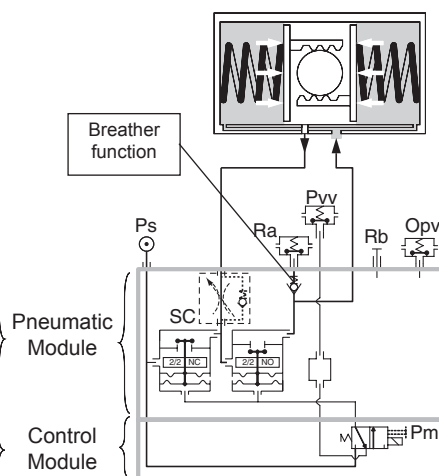 Breather
function
Ps
Pvv
Ra
Rb
Opv
SC
Pneumatic
Module
2/2 NC
2/2 NO
Control
Module
Pm